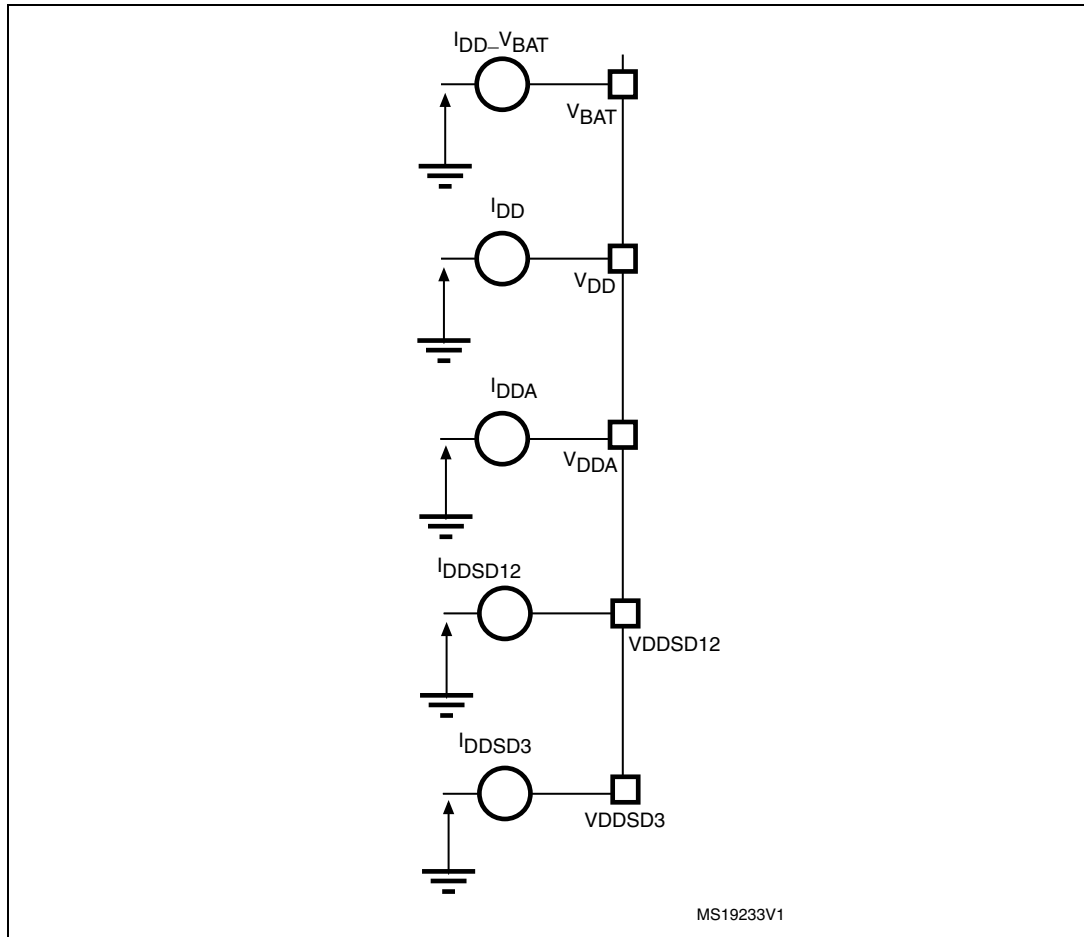 IDD_VBAT
VBAT
IDD
VDD
IDDA
VDDA
IDDSD12
VDDSD12
IDDSD3
VDDSD3
MS19233V1